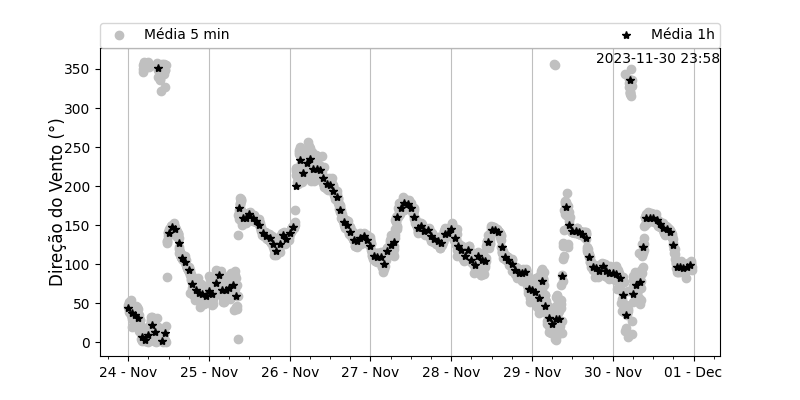 Média 5 min
Média 1h
2023-11-30 23:58
Direção do Vento (°)
350
300
250
200
150
100
50
0
24 - Nov
25 - Nov
26 - Nov
27 - Nov
28 - Nov
29 - Nov
30 - Nov
01 - Dec